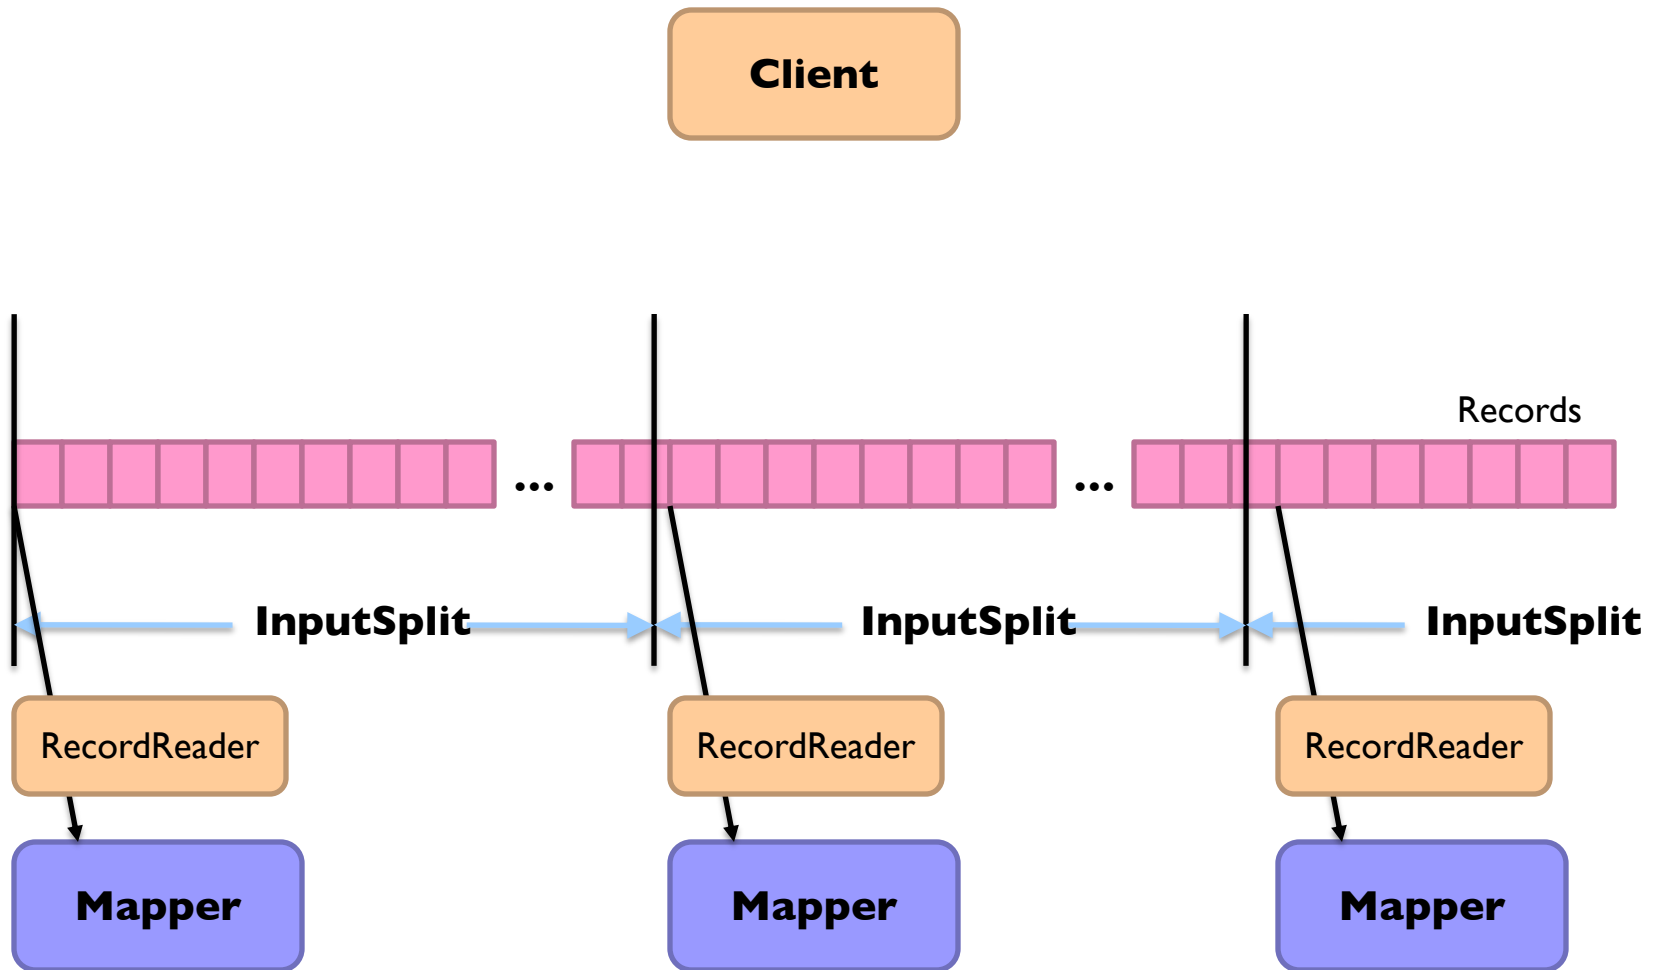 Client
Records
...
...
InputSplit
InputSplit
InputSplit
RecordReader
RecordReader
RecordReader
Mapper
Mapper
Mapper